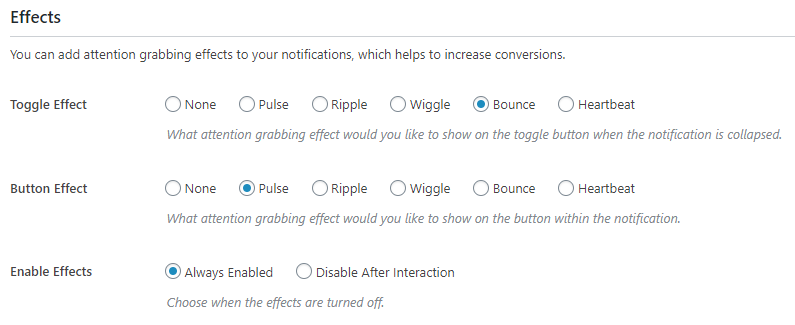 Effects
You can add attention grabbing effects to your notifications, which helps to increase conversions.
Toggle Effect None Pulse Ripple Wiggle Bounce Heartbeat
What attention grabbing effect would you like to show on the toggle button when the notification is collapsed.
Button Effect None Pulse Ripple Wiggle Bounce Heartbeat
What attention grabbing effect would you like to show on the button within the notification.
Enable Effects Always Enabled Disable After Interaction
Choose when the effects are turned off.